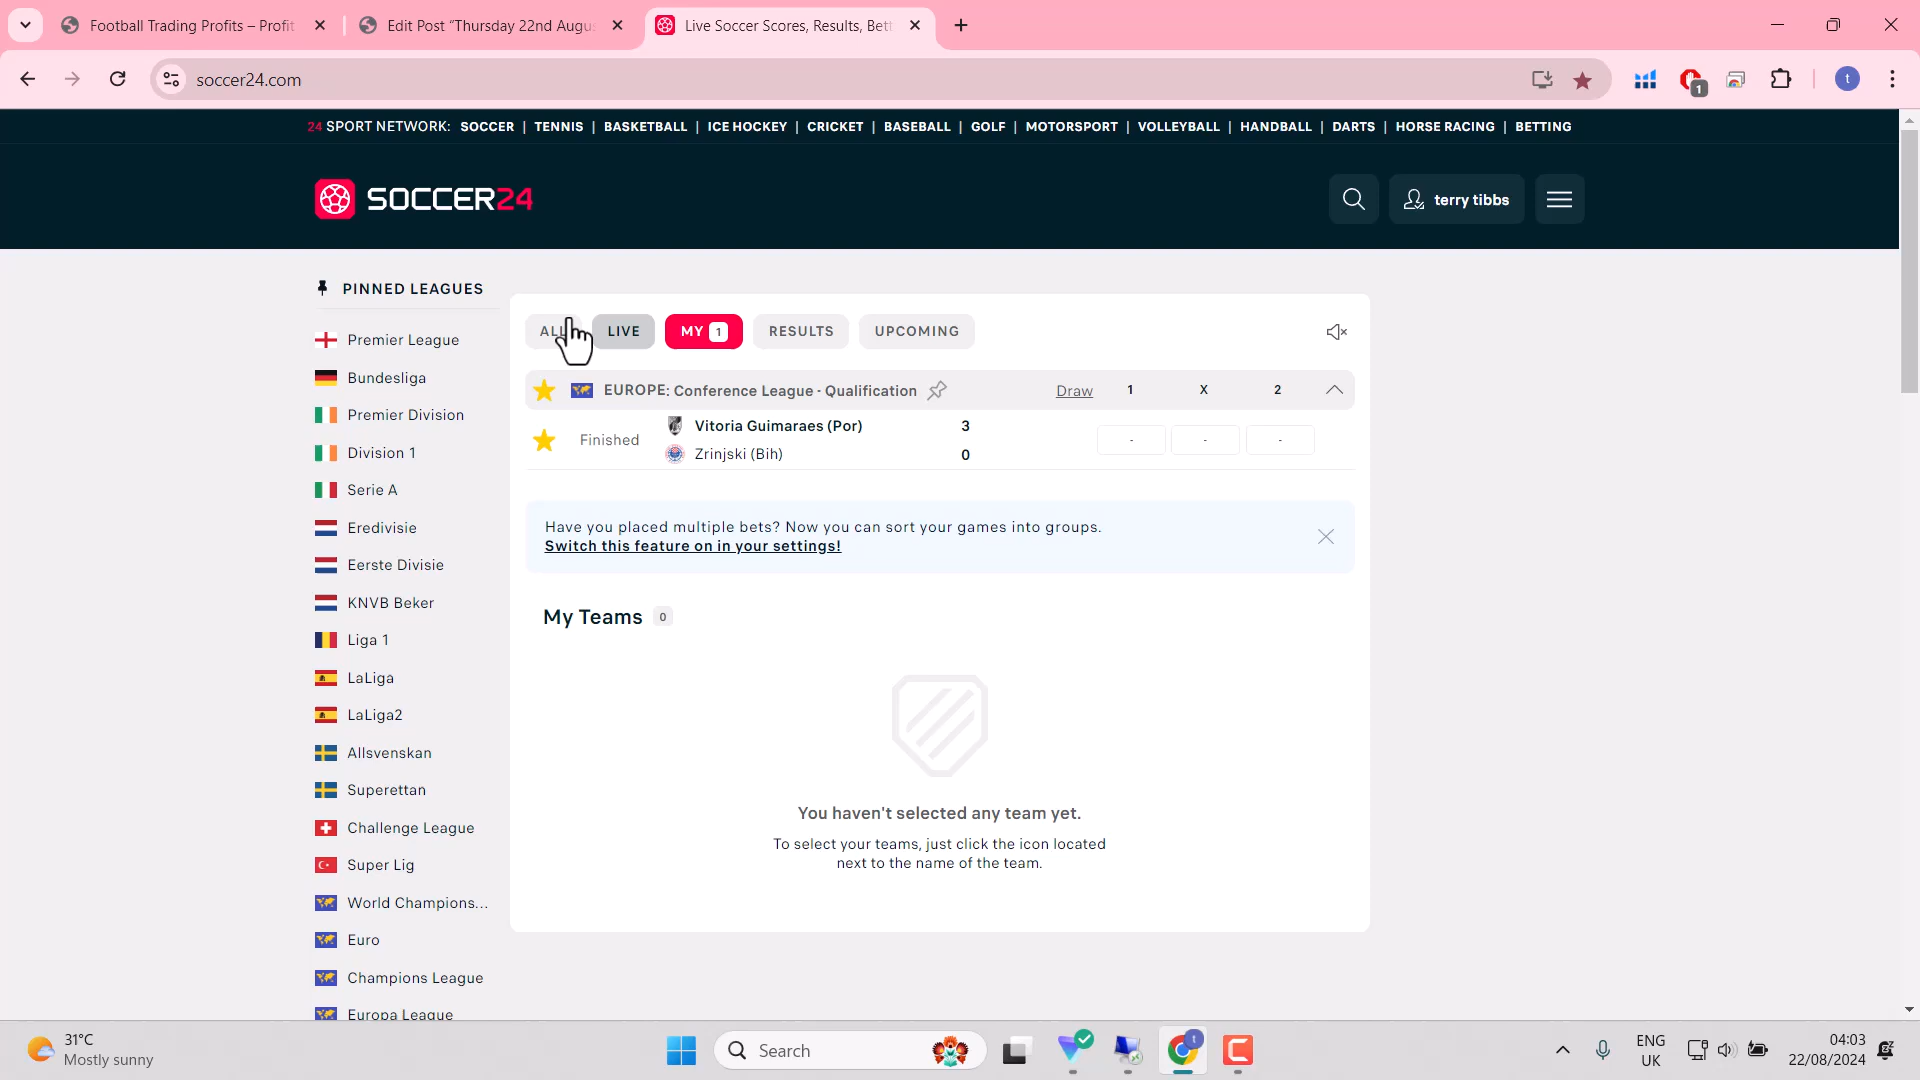 Football Trading Profits – Profit
Edit Post “Thursday 22nd Augu
Live Soccer Scores, Results, Bett
soccer24.com
1
t
24 SPORT NETWORK: SOCCER | TENNIS | BASKETBALL | ICE HOCKEY | CRICKET | BASEBALL | GOLF | MOTORSPORT | VOLLEYBALL | HANDBALL | DARTS | HORSE RACING | BETTING
SOCCER24
terry tibbs
PINNED LEAGUES
Premier League
Bundesliga
Premier Division
Division 1
Serie A
Eredivisie
Eerste Divisie
KNVB Beker
Liga 1
LaLiga
LaLiga2
Allsvenskan
Superettan
Challenge League
Super Lig
World Champions...
Euro
Champions League
Europa League
ALL
LIVE
MY 1
RESULTS
UPCOMING
EUROPE: Conference League - Qualification
Draw
1
X
2
Finished
Vitoria Guimaraes (Por)
3
Zrinjski (Bih)
0
-
-
-
Have you placed multiple bets? Now you can sort your games into groups.
Switch this feature on in your settings!
My Teams 0
You haven't selected any team yet.
To select your teams, just click the icon located
next to the name of the team.
31°C
Mostly sunny
Search
t
ENG
UK
04:03
22/08/2024